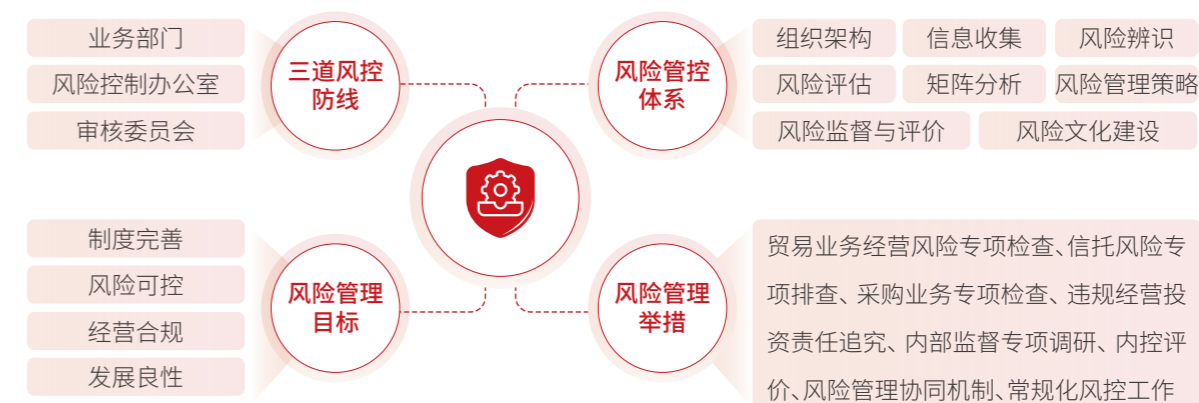 业务部门
风险控制办公室
审核委员会
三道风控
防线
风险管控
体系
组织架构 信息收集 风险辨识
风险评估 矩阵分析 风险管理策略
风险监督与评价 风险文化建设
制度完善
风险可控
经营合规
发展良性
风险管理
目标
风险管理
举措
贸易业务经营风险专项检查、信托风险专
项排查、采购业务专项检查、违规经营投
资责任追究、内部监督专项调研、内控评
价、风险管理协同机制、常规化风控工作